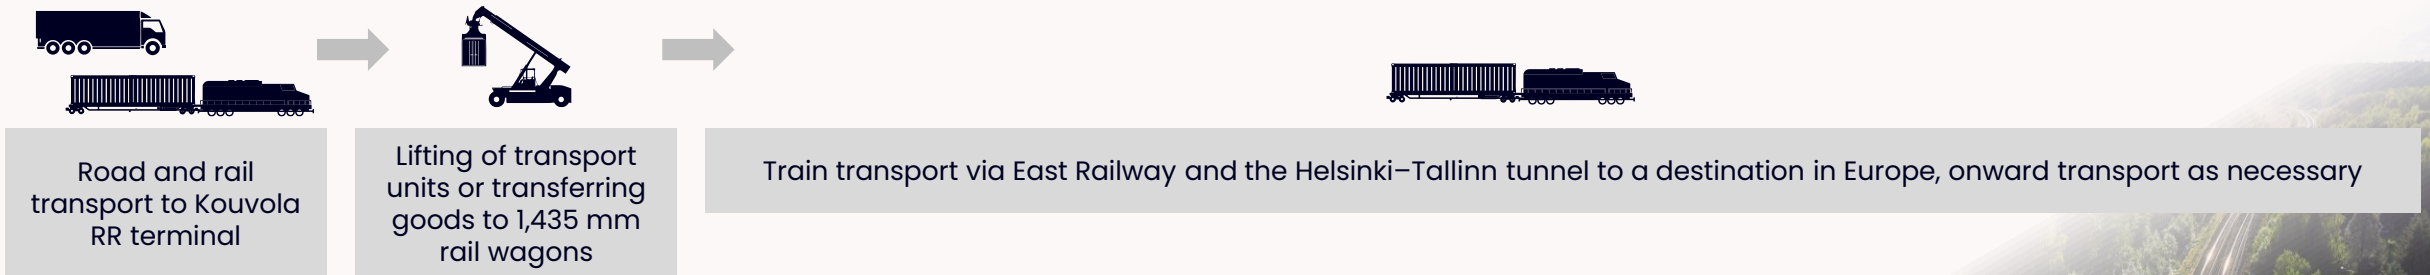 Road and rail
transport to Kouvola
RR terminal
Lifting of transport
units or transferring
goods to 1,435 mm
rail wagons
Train transport via East Railway and the Helsinki–Tallinn tunnel to a destination in Europe, onward transport as necessary